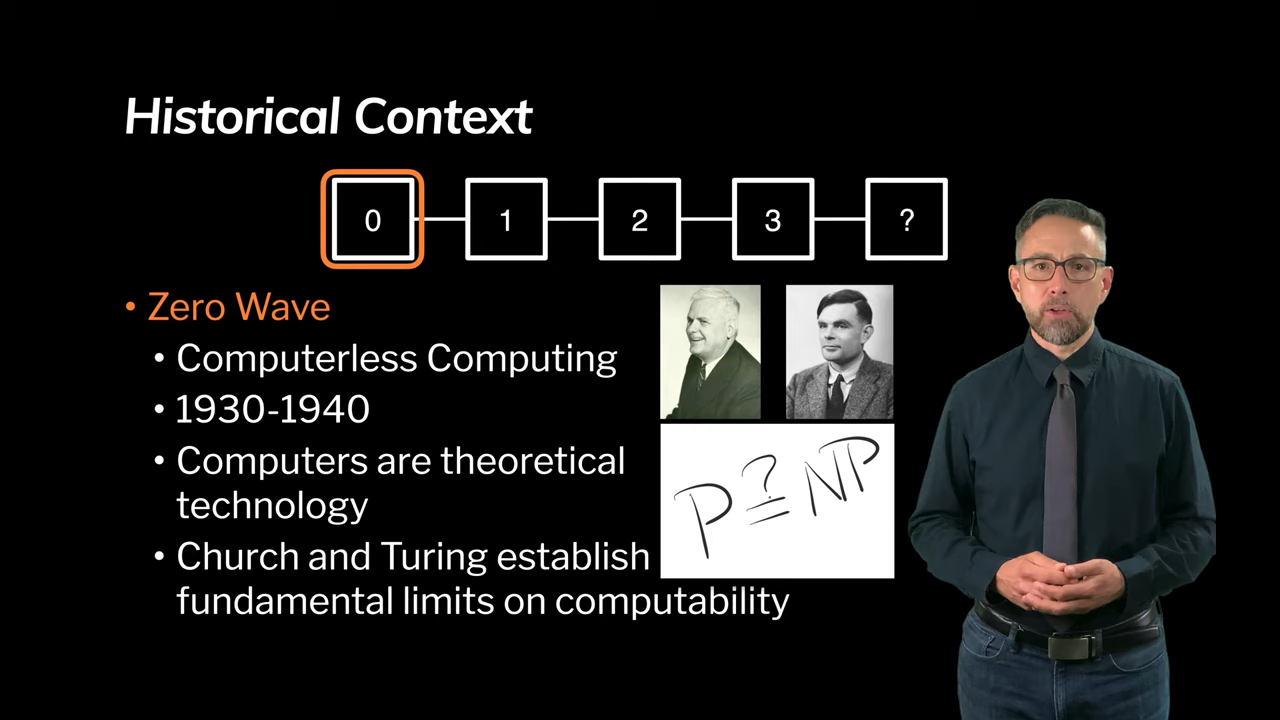 Historical Context
0 1 2 3 ?
• Zero Wave
• Computerless Computing
• 1930-1940
• Computers are theoretical
technology
• Church and Turing establish
fundamental limits on computability
P ≟ NP